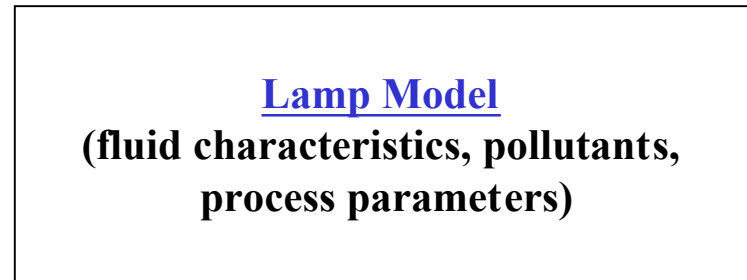 Lamp Model
(fluid characteristics, pollutants,
process parameters)